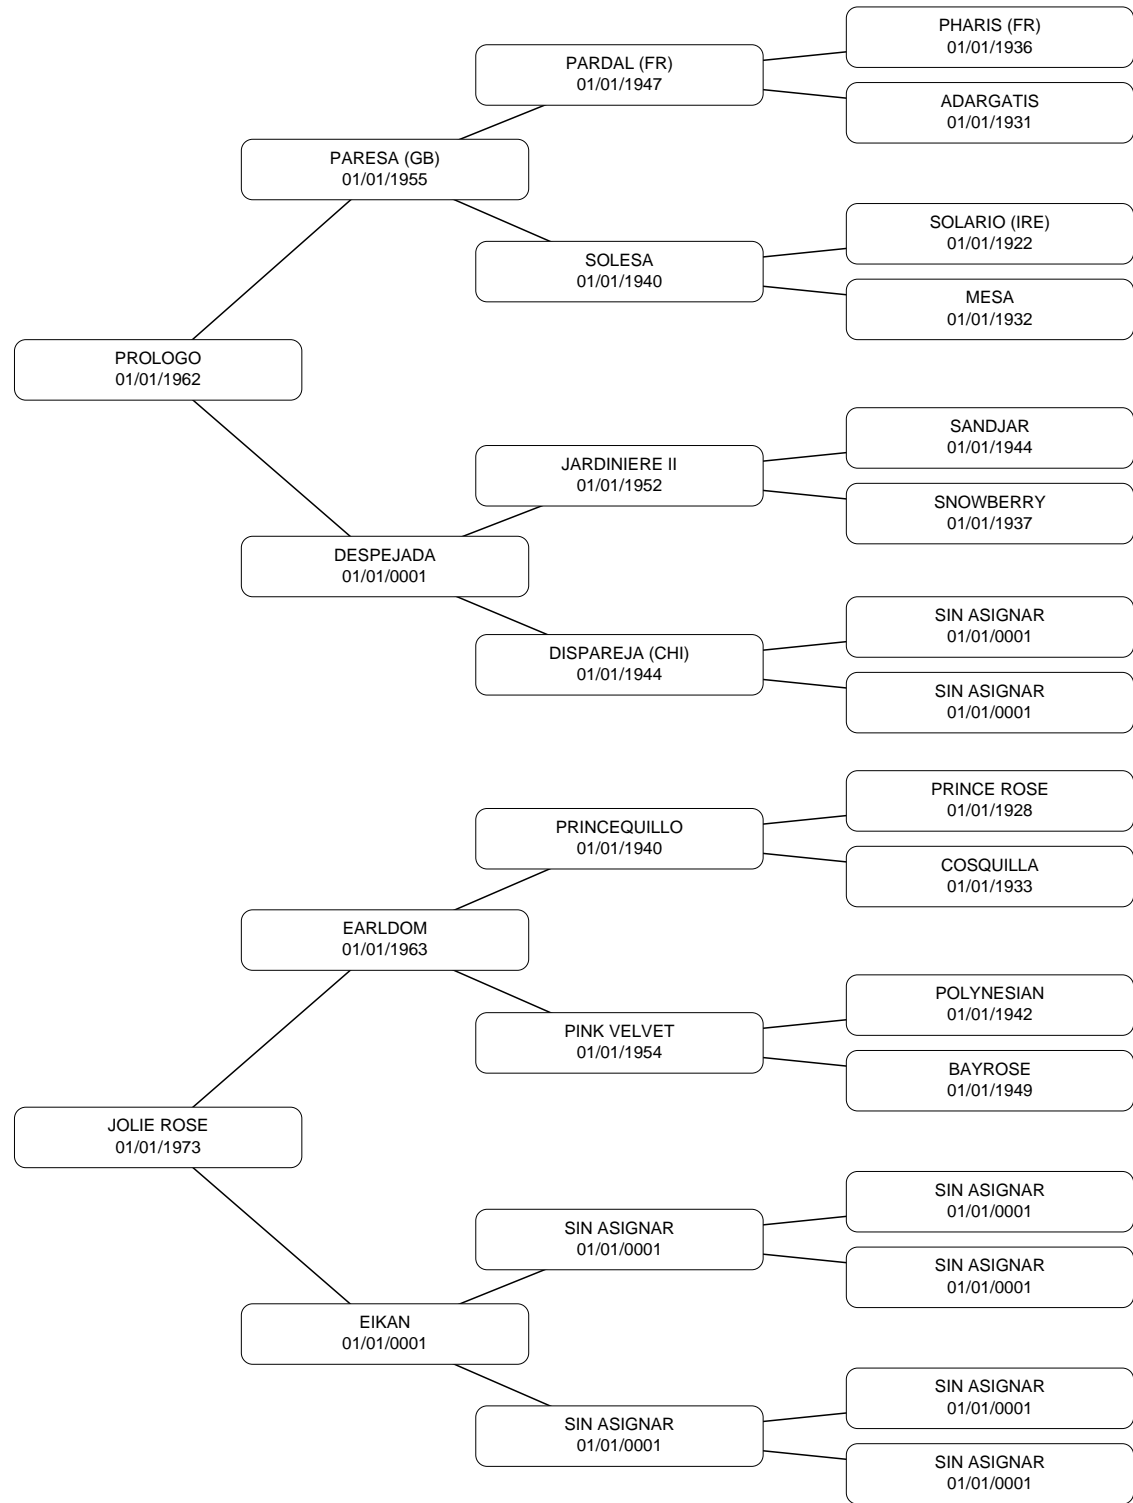 PHARIS (FR)
01/01/1936
PARDAL (FR)
01/01/1947
ADARGATIS
01/01/1931
PARESA (GB)
01/01/1955
SOLARIO (IRE)
01/01/1922
SOLESA
01/01/1940
MESA
01/01/1932
PROLOGO
01/01/1962
SANDJAR
01/01/1944
JARDINIERE II
01/01/1952
SNOWBERRY
01/01/1937
DESPEJADA
01/01/0001
SIN ASIGNAR
01/01/0001
DISPAREJA (CHI)
01/01/1944
SIN ASIGNAR
01/01/0001
PRINCE ROSE
01/01/1928
PRINCEQUILLO
01/01/1940
COSQUILLA
01/01/1933
EARLDOM
01/01/1963
POLYNESIAN
01/01/1942
PINK VELVET
01/01/1954
BAYROSE
01/01/1949
JOLIE ROSE
01/01/1973
SIN ASIGNAR
01/01/0001
SIN ASIGNAR
01/01/0001
SIN ASIGNAR
01/01/0001
EIKAN
01/01/0001
SIN ASIGNAR
01/01/0001
SIN ASIGNAR
01/01/0001
SIN ASIGNAR
01/01/0001